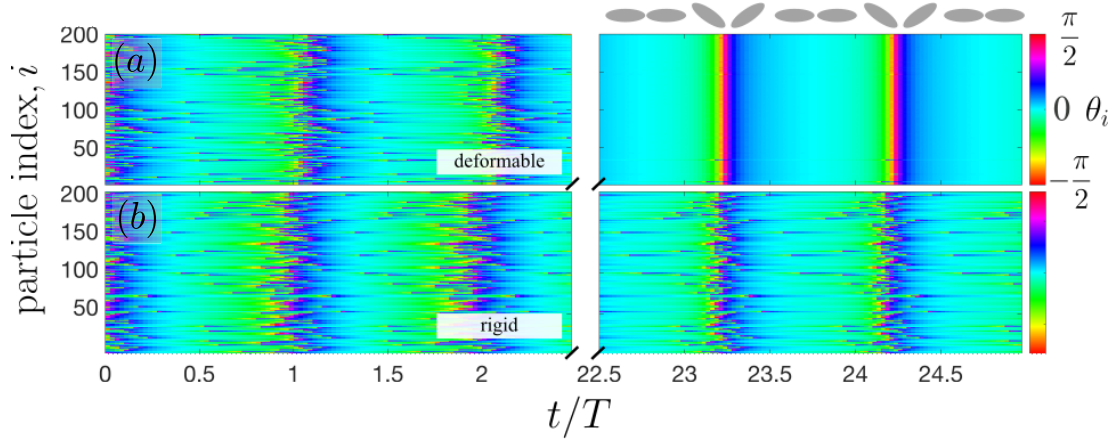 π/2
200
(a)
150
100
0 θ_i
50
deformable
-π/2
particle index, i
200
(b)
150
100
50
rigid
0 0.5 1 1.5 2 22.5 23 23.5 24 24.5
t/T